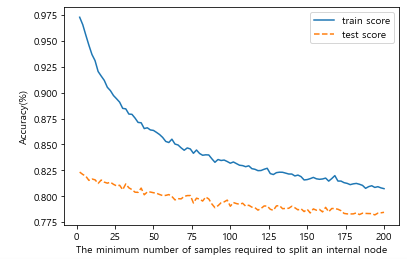 0.975
0.950
0.925
0.900
0.875
0.850
0.825
0.800
0.775
Accuracy(%)
train score
test score
0 25 50 75 100 125 150 175 200
The minimum number of samples required to split an internal node